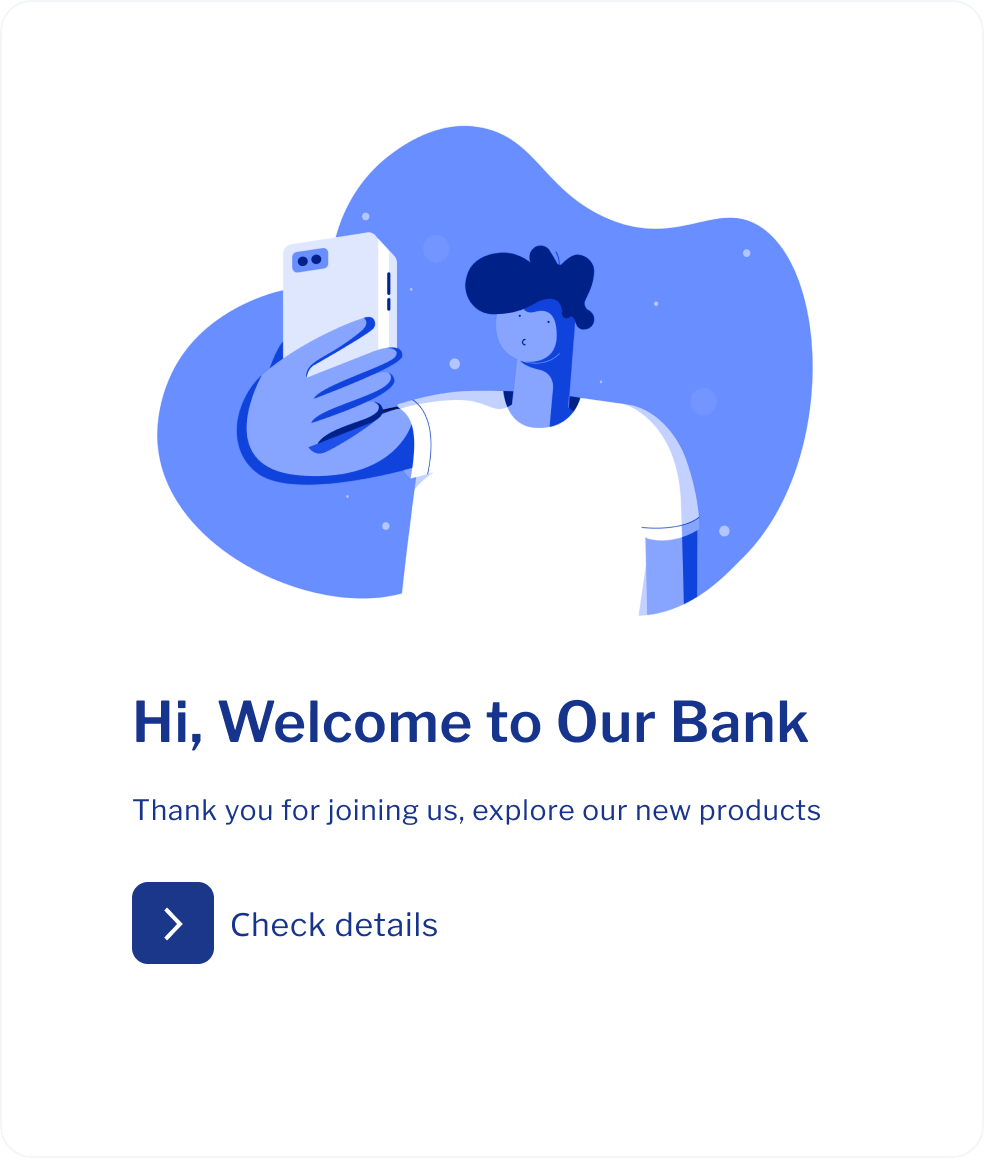 Hi, Welcome to Our Bank
Thank you for joining us, explore our new products
Check details